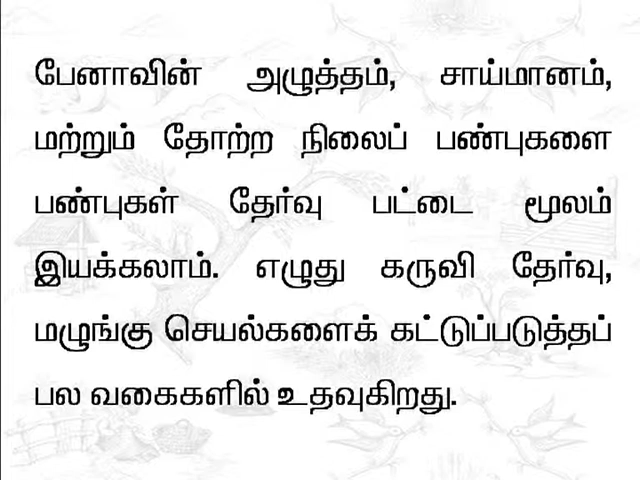 பேனாவின் அழுத்தம், சாய்மானம்,
மற்றும் தோற்ற நிலைப் பண்புகளை
பண்புகள் தேர்வு பட்டை மூலம்
இயக்கலாம். எழுது கருவி தேர்வு,
மழுங்கு செயல்களைக் கட்டுப்படுத்தப்
பல வகைகளில் உதவுகிறது.